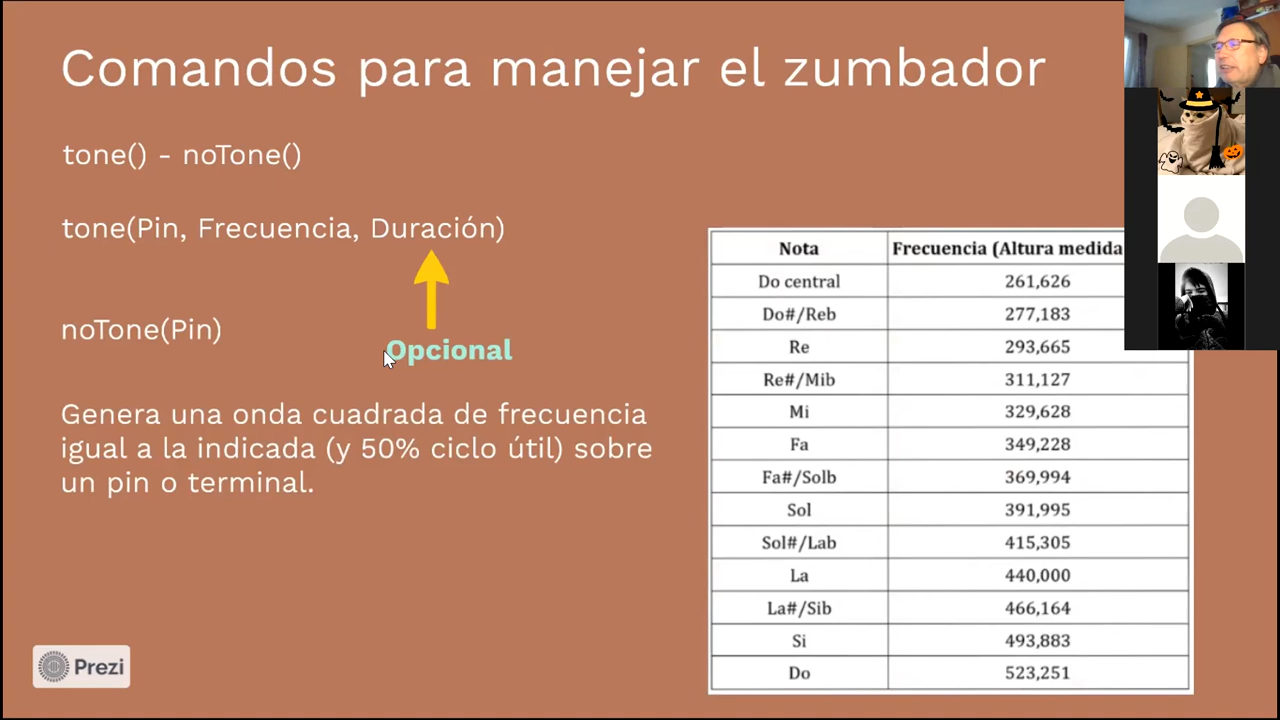 Comandos para manejar el zumbador
tone() - noTone()
tone(Pin, Frecuencia, Duración)
noTone(Pin)
Opcional
Genera una onda cuadrada de frecuencia
igual a la indicada (y 50% ciclo útil) sobre
un pin o terminal.
Nota Frecuencia (Altura medida
Do central 261,626
Do#/Reb 277,183
Re 293,665
Re#/Mib 311,127
Mi 329,628
Fa 349,228
Fa#/Solb 369,994
Sol 391,995
Sol#/Lab 415,305
La 440,000
La#/Sib 466,164
Si 493,883
Do 523,251
Prezi